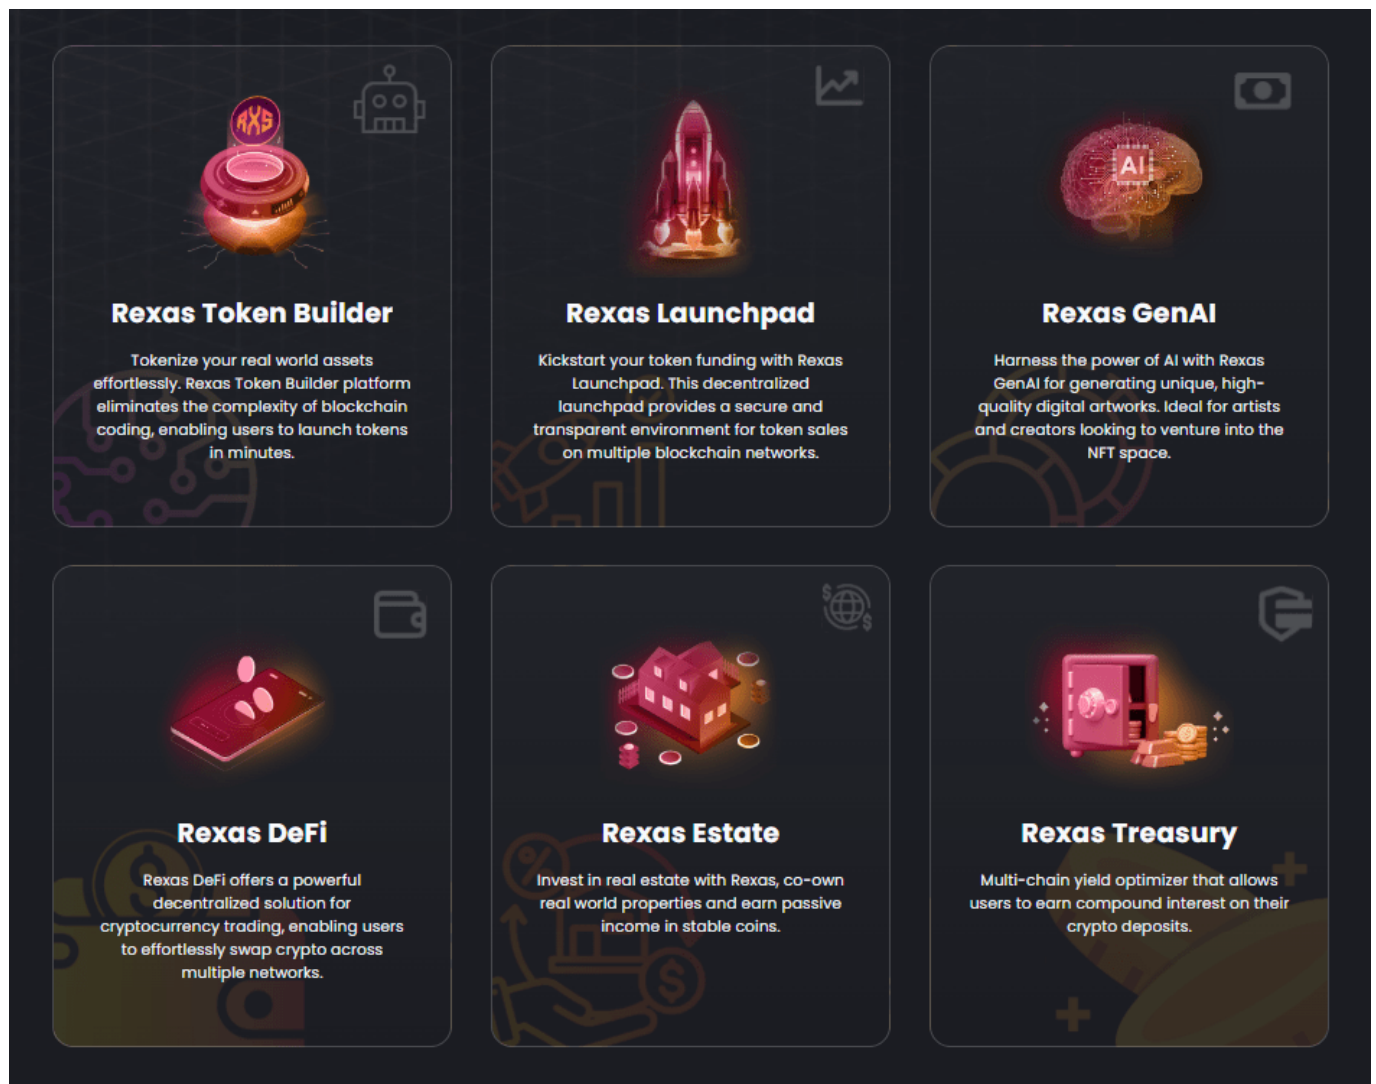 RXS
Rexas Token Builder
Tokenize your real world assets
effortlessly. Rexas Token Builder platform
eliminates the complexity of blockchain
coding, enabling users to launch tokens
in minutes.
Rexas Launchpad
Kickstart your token funding with Rexas
Launchpad. This decentralized
launchpad provides a secure and
transparent environment for token sales
on multiple blockchain networks.
AI
Rexas GenAI
Harness the power of AI with Rexas
GenAI for generating unique, high-
quality digital artworks. Ideal for artists
and creators looking to venture into the
NFT space.
Rexas DeFi
Rexas DeFi offers a powerful
decentralized solution for
cryptocurrency trading, enabling users
to effortlessly swap crypto across
multiple networks.
Rexas Estate
Invest in real estate with Rexas, co-own
real world properties and earn passive
income in stable coins.
Rexas Treasury
Multi-chain yield optimizer that allows
users to earn compound interest on their
crypto deposits.